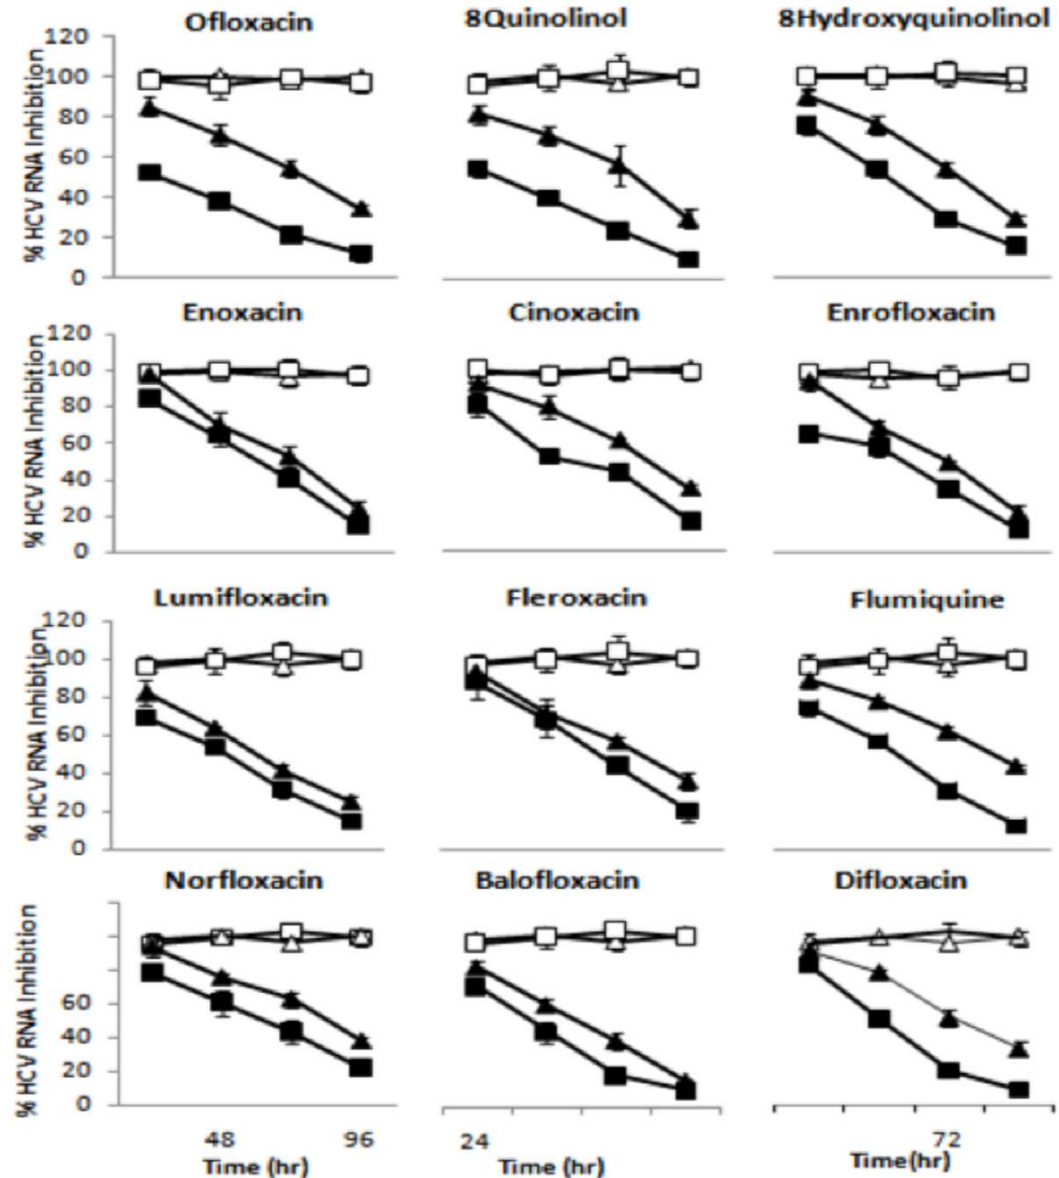 Ofloxacin 8Quinolinol 8Hydroxyquinolinol
% HCV RNA Inhibition
120
100
80
60
40
20
0
Enoxacin Cinoxacin Enrofloxacin
% HCV RNA Inhibition
120
100
80
60
40
20
0
Lumifloxacin Fleroxacin Flumiquine
% HCV RNA Inhibition
120
100
80
60
40
20
0
Norfloxacin Balofloxacin Difloxacin
% HCV RNA Inhibition
60
40
20
0
48 96 24 72
Time (hr) Time (hr) Time(hr)